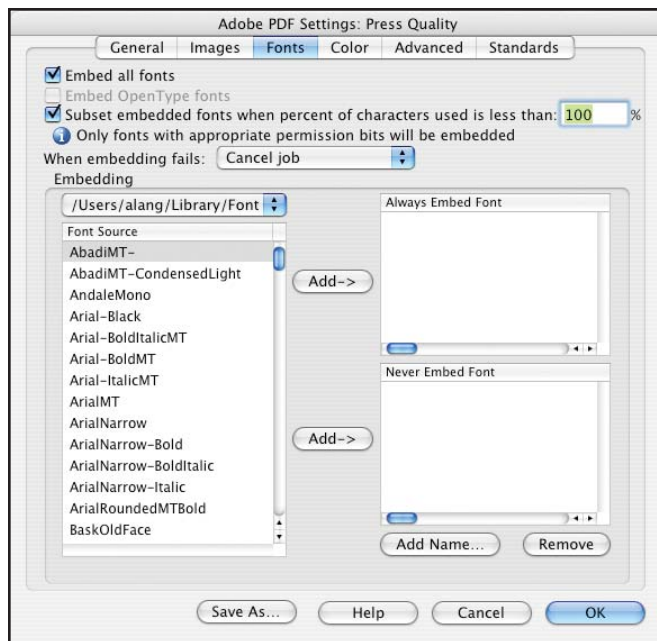 Adobe PDF Settings: Press Quality
General Images Fonts Color Advanced Standards
Embed all fonts
Embed OpenType fonts
Subset embedded fonts when percent of characters used is less than: 100 %
Only fonts with appropriate permission bits will be embedded
When embedding fails: Cancel job
Embedding
/Users/alang/Library/Font
Font Source
AbadiMT-
AbadiMT-CondensedLight
AndaleMono
Arial-Black
Arial-BoldItalicMT
Arial-BoldMT
Arial-ItalicMT
ArialMT
ArialNarrow
ArialNarrow-Bold
ArialNarrow-BoldItalic
ArialNarrow-Italic
ArialRoundedMTBold
BaskOldFace
Add->
Add->
Always Embed Font
Never Embed Font
Add Name... Remove
Save As... Help Cancel OK